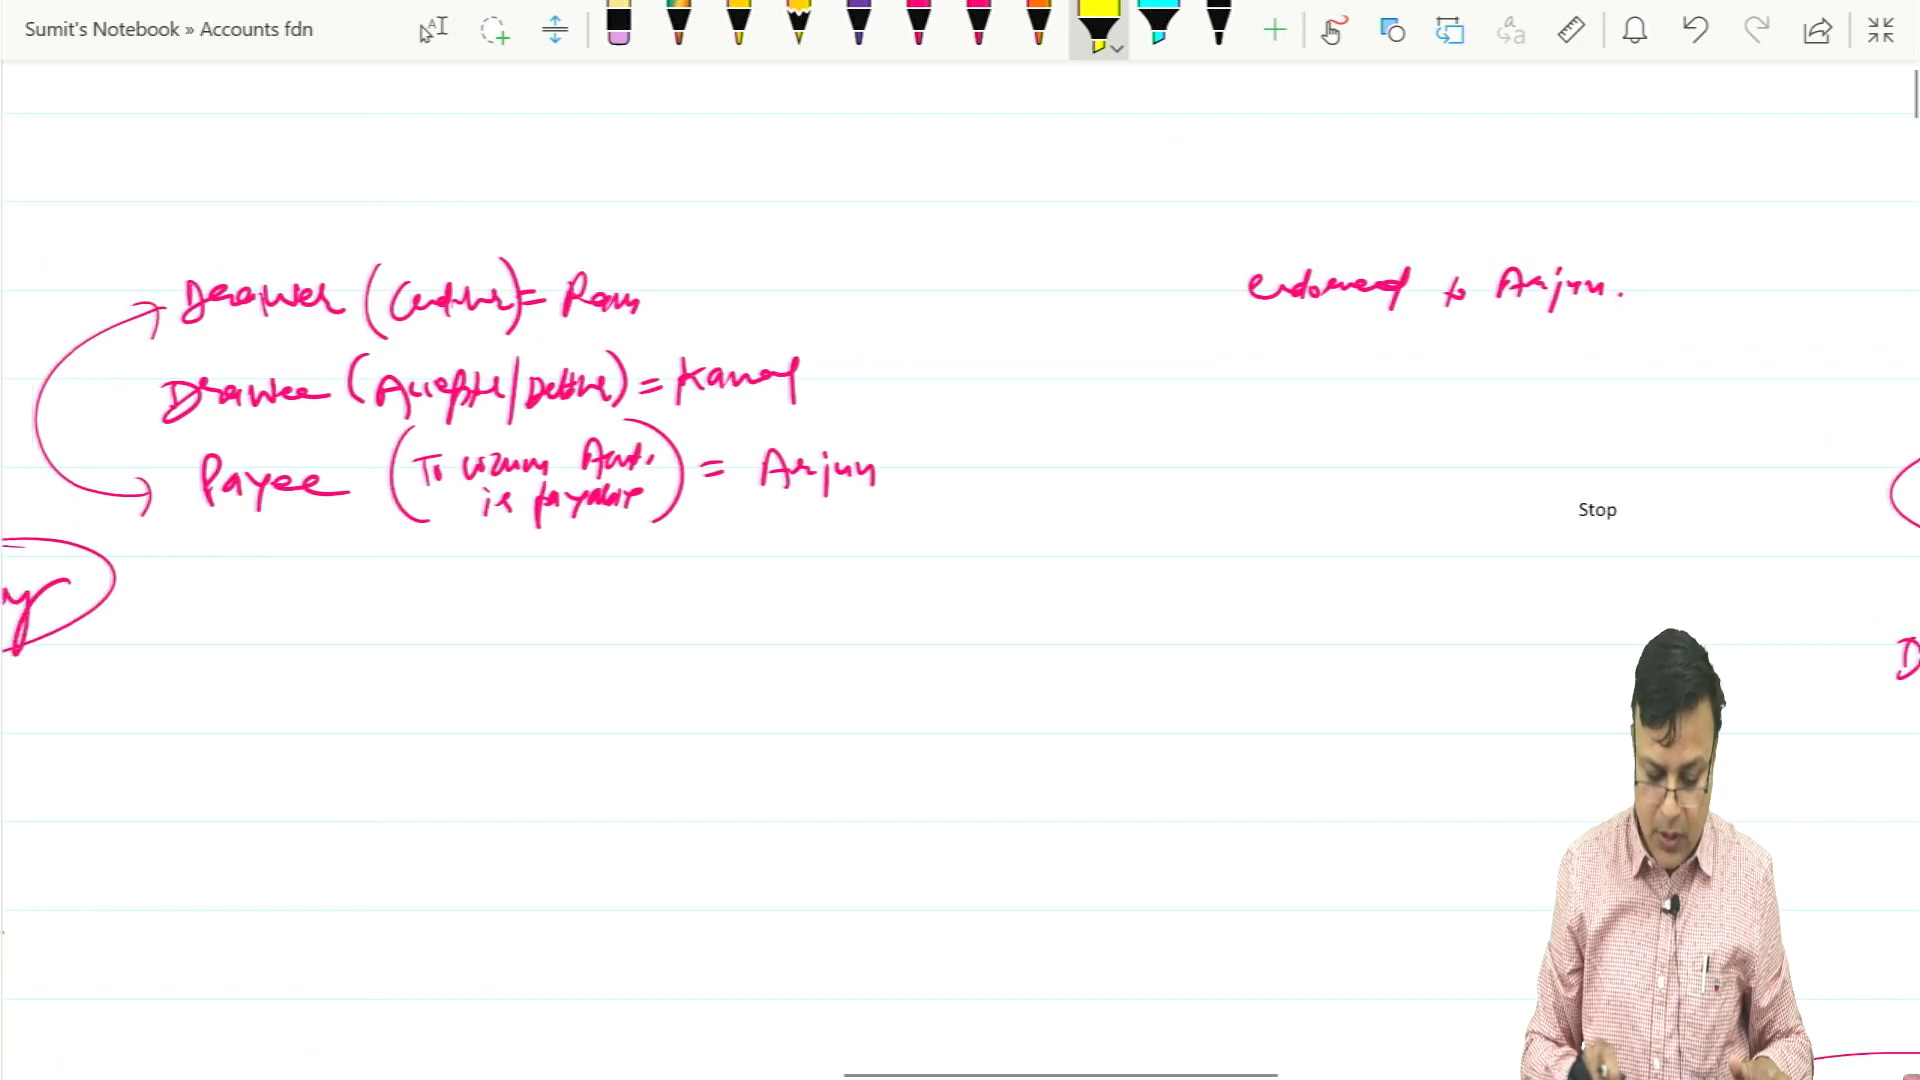 Sumit's Notebook » Accounts fdn
Drawer (Creditor) = Ram
endorsed to Arjun.
Drawee (Acceptor/Debtor) = Kamal
Payee (To whom Amt. is payable) = Arjun
Stop
y
D